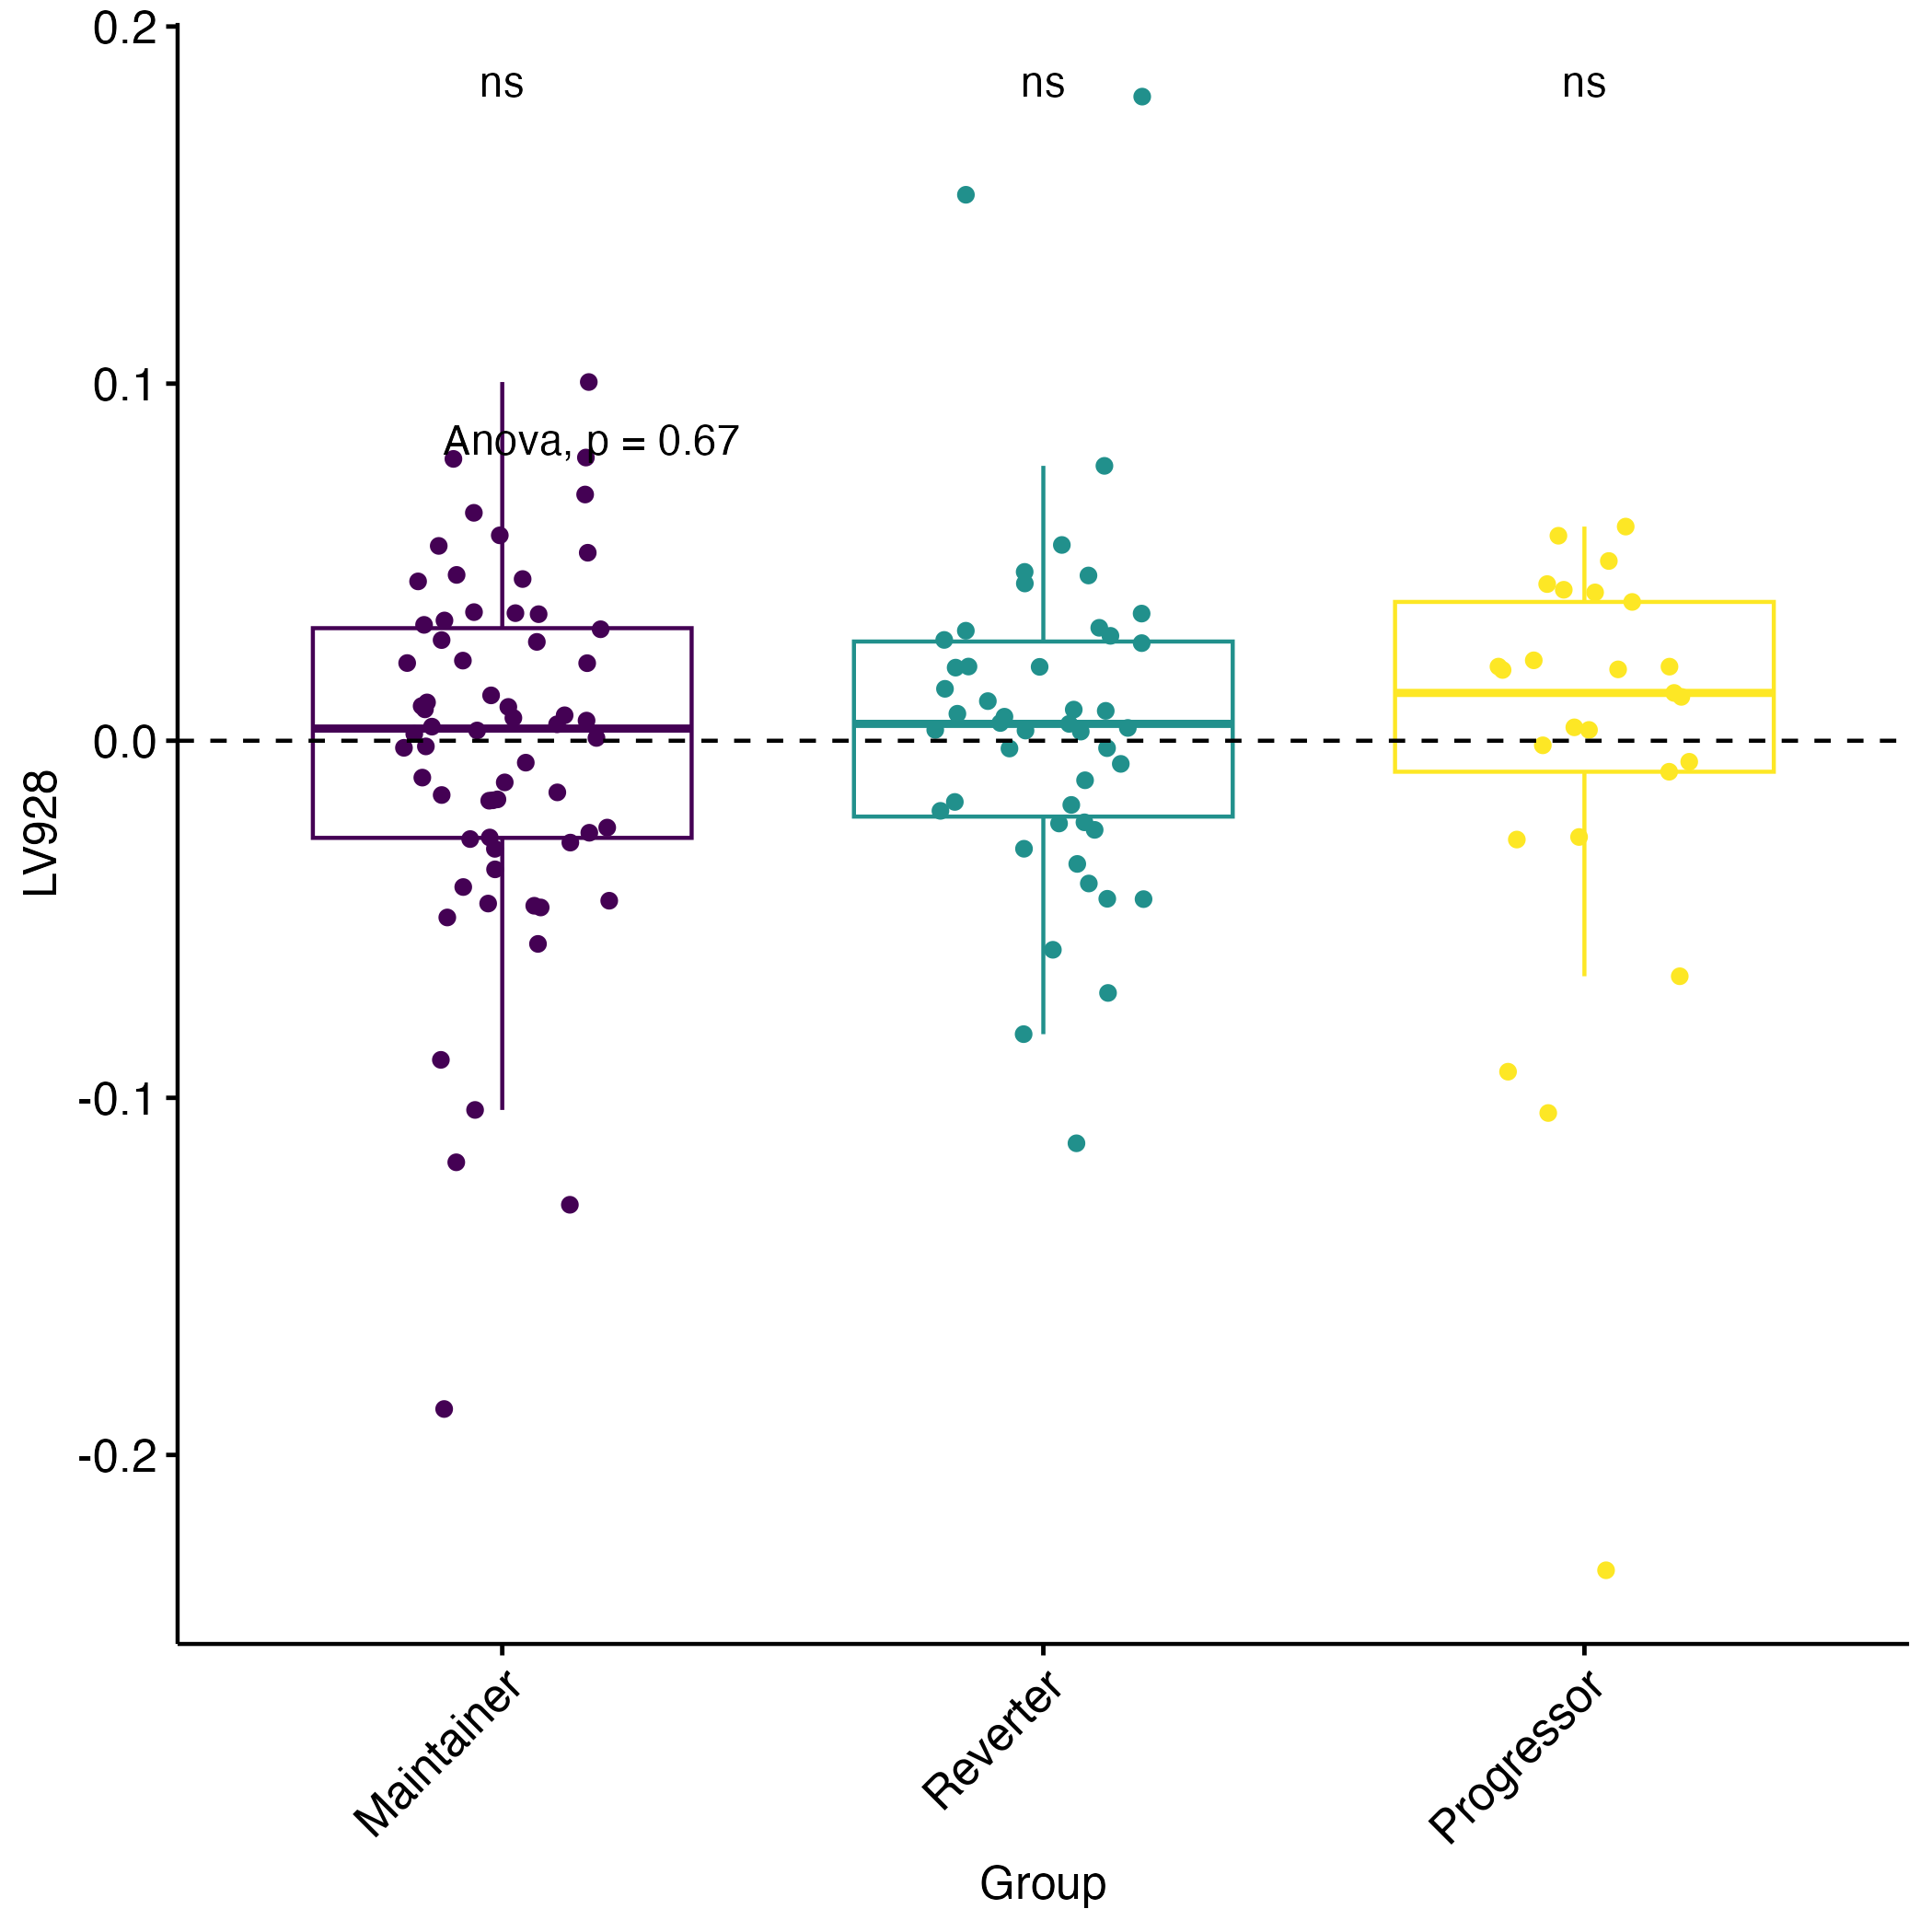 0.2
ns ns ns
0.1
Anova, p = 0.67
0.0
LV928
-0.1
-0.2
Maintainer Reverter Progressor
Group